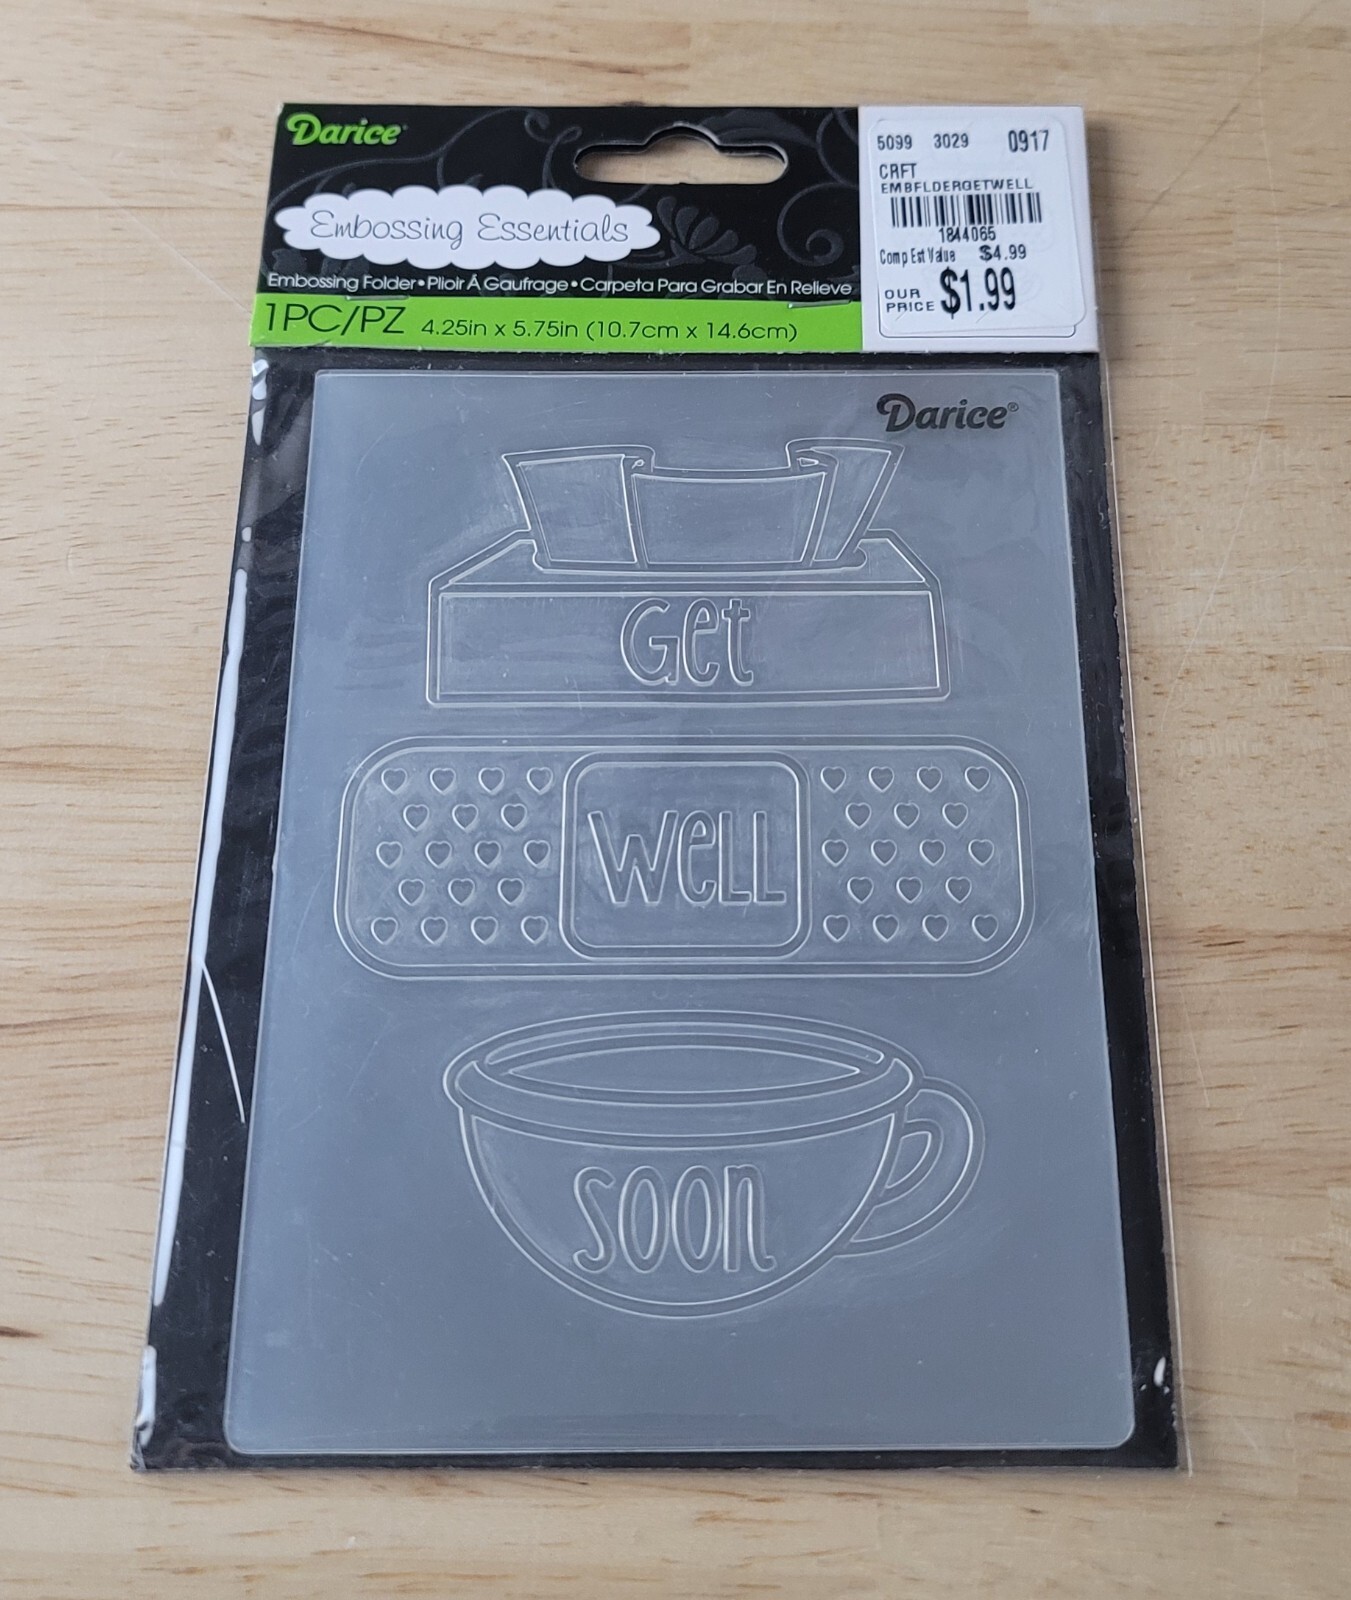 Darice®
Embossing Essentials
Embossing Folder • Plioir À Gaufrage • Carpeta Para Grabar En Relieve
1PC/PZ 4.25in x 5.75in (10.7cm x 14.6cm)
5099 3029 0917
CRFT
EMBFLDERGETWELL
1844065
Comp Est Value $4.99
OUR PRICE $1.99
Darice®
Get
WeLL
soon